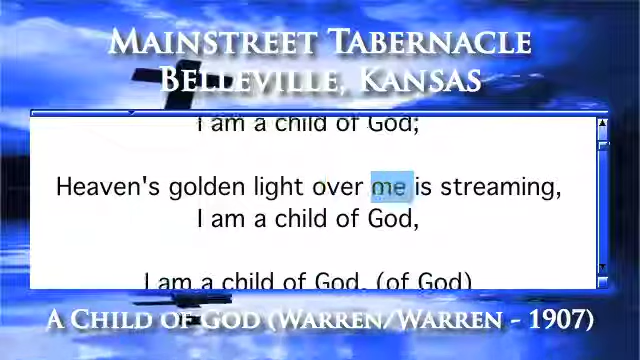 Mainstreet Tabernacle
Belleville, Kansas
I am a child of God;
Heaven's golden light over me is streaming,
I am a child of God,
I am a child of God, (of God)
A Child of God (Warren/Warren - 1907)